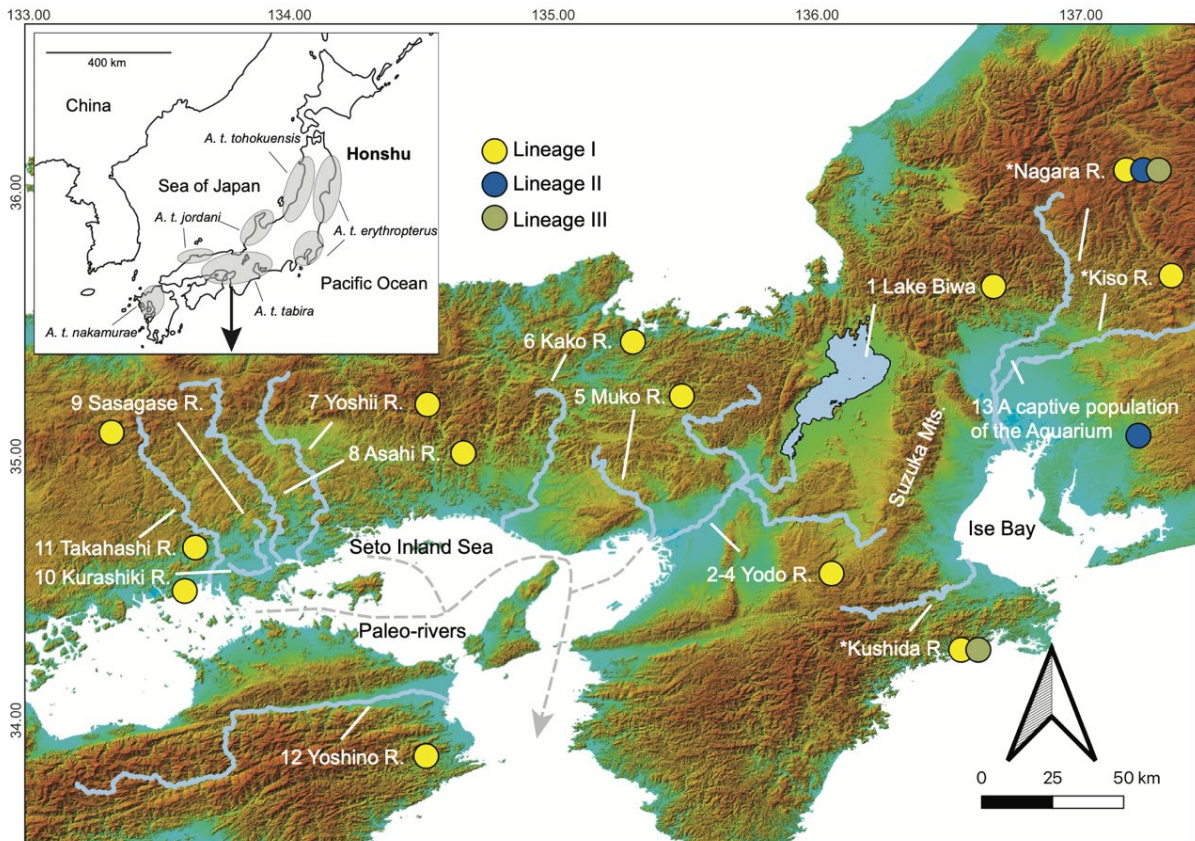 133.00
134.00
135.00
136.00
137.00
36.00
35.00
34.00
400 km
China
A. t. tohokuensis
Honshu
Sea of Japan
A. t. jordani
A. t. erythropterus
Pacific Ocean
A. t. nakamurae
A. t. tabira
Lineage I
Lineage II
Lineage III
*Nagara R.
*Kiso R.
1 Lake Biwa
6 Kako R.
5 Muko R.
9 Sasagase R.
7 Yoshii R.
8 Asahi R.
13 A captive population
of the Aquarium
Suzuka Mts.
Ise Bay
11 Takahashi R.
10 Kurashiki R.
Seto Inland Sea
2-4 Yodo R.
Paleo-rivers
*Kushida R.
12 Yoshino R.
0 25 50 km